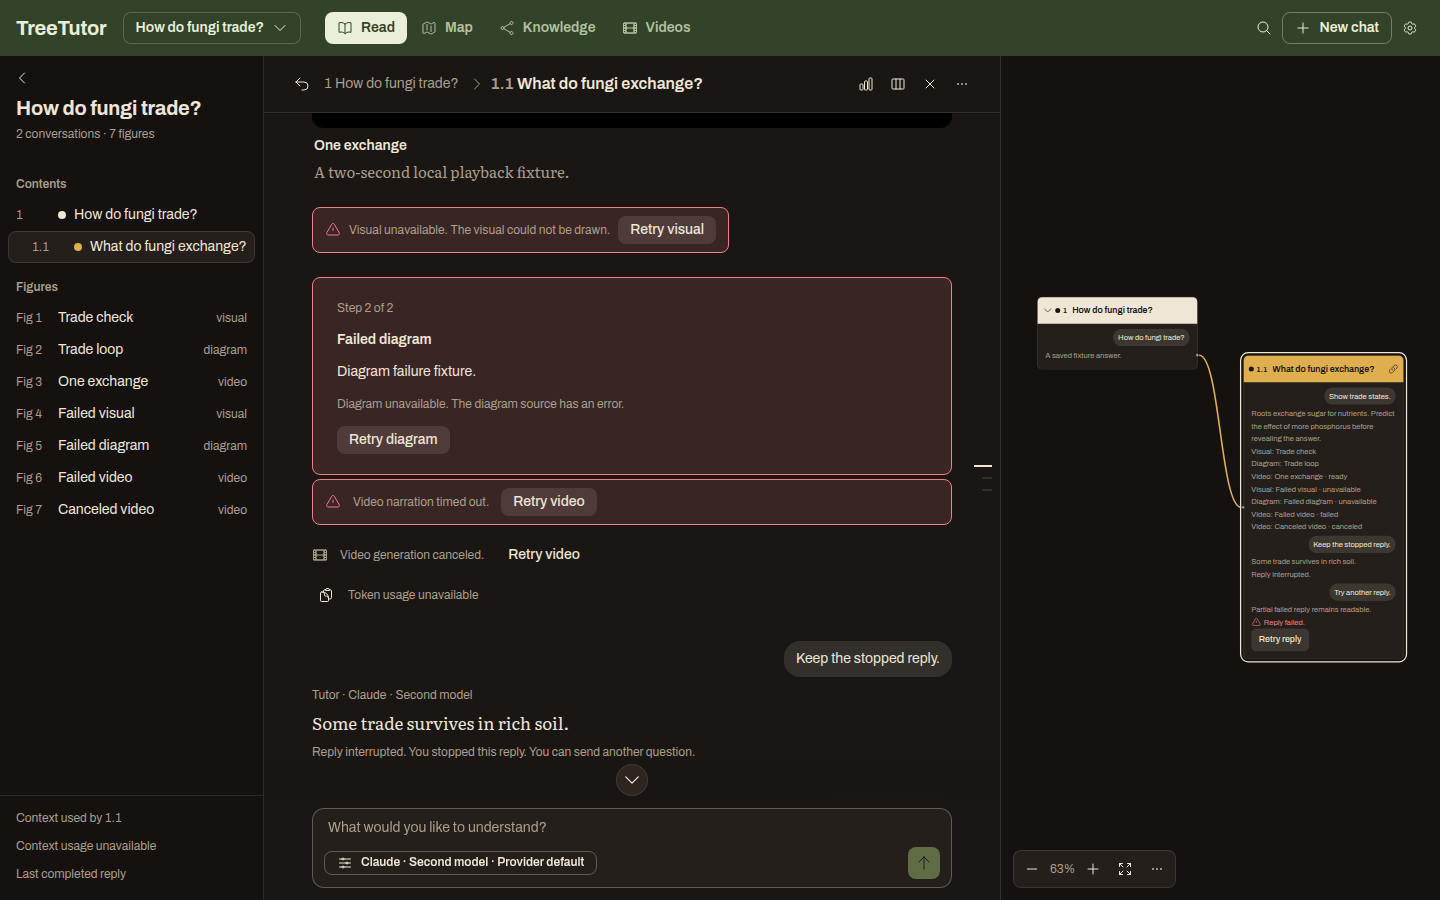 TreeTutor
How do fungi trade?
Read
Map
Knowledge
Videos
New chat
How do fungi trade?
2 conversations · 7 figures
Contents
1 How do fungi trade?
1.1 What do fungi exchange?
Figures
Fig 1 Trade check visual
Fig 2 Trade loop diagram
Fig 3 One exchange video
Fig 4 Failed visual visual
Fig 5 Failed diagram diagram
Fig 6 Failed video video
Fig 7 Canceled video video
Context used by 1.1
Context usage unavailable
Last completed reply
1 How do fungi trade?
1.1 What do fungi exchange?
One exchange
A two-second local playback fixture.
Visual unavailable. The visual could not be drawn. Retry visual
Step 2 of 2
Failed diagram
Diagram failure fixture.
Diagram unavailable. The diagram source has an error.
Retry diagram
Video narration timed out. Retry video
Video generation canceled. Retry video
Token usage unavailable
Keep the stopped reply.
Tutor · Claude · Second model
Some trade survives in rich soil.
Reply interrupted. You stopped this reply. You can send another question.
What would you like to understand?
Claude · Second model · Provider default
1 How do fungi trade?
How do fungi trade?
A saved fixture answer.
1.1 What do fungi exchange?
Show trade states.
Roots exchange sugar for nutrients. Predict
the effect of more phosphorus before
revealing the answer.
Visual: Trade check
Diagram: Trade loop
Video: One exchange · ready
Visual: Failed visual · unavailable
Diagram: Failed diagram · unavailable
Video: Failed video · failed
Video: Canceled video · canceled
Keep the stopped reply.
Some trade survives in rich soil.
Reply interrupted.
Try another reply.
Partial failed reply remains readable.
Reply failed.
Retry reply
63%